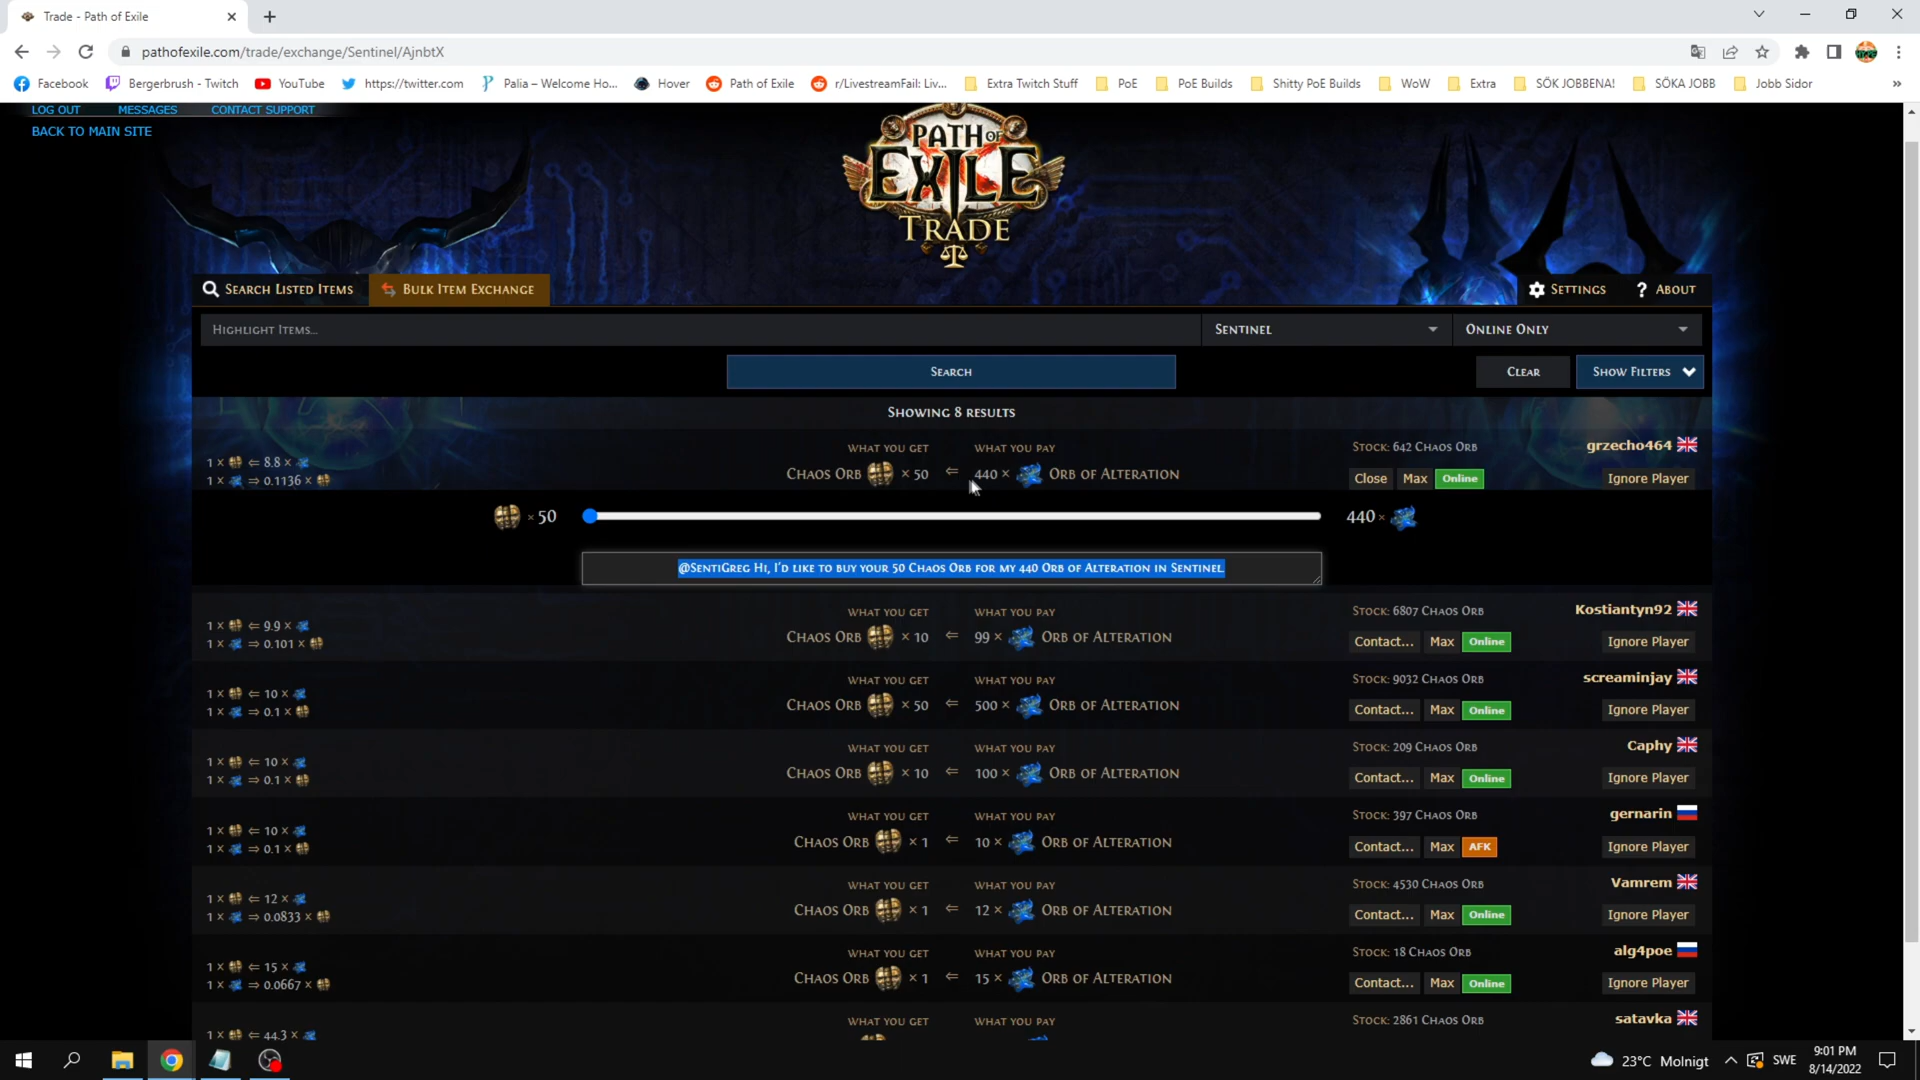 Trade - Path of Exile
pathofexile.com/trade/exchange/Sentinel/AjnbtX
Facebook Bergerbrush - Twitch YouTube https://twitter.com Palia – Welcome Ho... Hover Path of Exile r/LivestreamFail: Liv... Extra Twitch Stuff PoE PoE Builds Shitty PoE Builds WoW Extra SÖK JOBBENA! SÖKA JOBB Jobb Sidor »
LOG OUT MESSAGES CONTACT SUPPORT
BACK TO MAIN SITE
PATH OF EXILE
TRADE
SEARCH LISTED ITEMS BULK ITEM EXCHANGE SETTINGS ? ABOUT
HIGHLIGHT ITEMS... SENTINEL ONLINE ONLY
SEARCH CLEAR SHOW FILTERS
SHOWING 8 RESULTS
WHAT YOU GET WHAT YOU PAY STOCK: 642 CHAOS ORB grzecho464
1 × ⇐ 8.8 ×
CHAOS ORB × 50 ⇐ 440 × ORB OF ALTERATION
1 × ⇒ 0.1136 × Close Max Online Ignore Player
× 50 440 ×
@SENTIGREG HI, I'D LIKE TO BUY YOUR 50 CHAOS ORB FOR MY 440 ORB OF ALTERATION IN SENTINEL.
WHAT YOU GET WHAT YOU PAY STOCK: 6807 CHAOS ORB Kostiantyn92
1 × ⇐ 9.9 ×
CHAOS ORB × 10 ⇐ 99 × ORB OF ALTERATION
1 × ⇒ 0.101 × Contact... Max Online Ignore Player
WHAT YOU GET WHAT YOU PAY STOCK: 9032 CHAOS ORB screaminjay
1 × ⇐ 10 ×
CHAOS ORB × 50 ⇐ 500 × ORB OF ALTERATION
1 × ⇒ 0.1 × Contact... Max Online Ignore Player
WHAT YOU GET WHAT YOU PAY STOCK: 209 CHAOS ORB Caphy
1 × ⇐ 10 ×
CHAOS ORB × 10 ⇐ 100 × ORB OF ALTERATION
1 × ⇒ 0.1 × Contact... Max Online Ignore Player
WHAT YOU GET WHAT YOU PAY STOCK: 397 CHAOS ORB gernarin
1 × ⇐ 10 ×
CHAOS ORB × 1 ⇐ 10 × ORB OF ALTERATION
1 × ⇒ 0.1 × Contact... Max AFK Ignore Player
WHAT YOU GET WHAT YOU PAY STOCK: 4530 CHAOS ORB Vamrem
1 × ⇐ 12 ×
CHAOS ORB × 1 ⇐ 12 × ORB OF ALTERATION
1 × ⇒ 0.0833 × Contact... Max Online Ignore Player
WHAT YOU GET WHAT YOU PAY STOCK: 18 CHAOS ORB alg4poe
1 × ⇐ 15 ×
CHAOS ORB × 1 ⇐ 15 × ORB OF ALTERATION
1 × ⇒ 0.0667 × Contact... Max Online Ignore Player
WHAT YOU GET WHAT YOU PAY STOCK: 2861 CHAOS ORB satavka
1 × ⇐ 44.3 ×
23°C Molnigt SWE 9:01 PM
8/14/2022